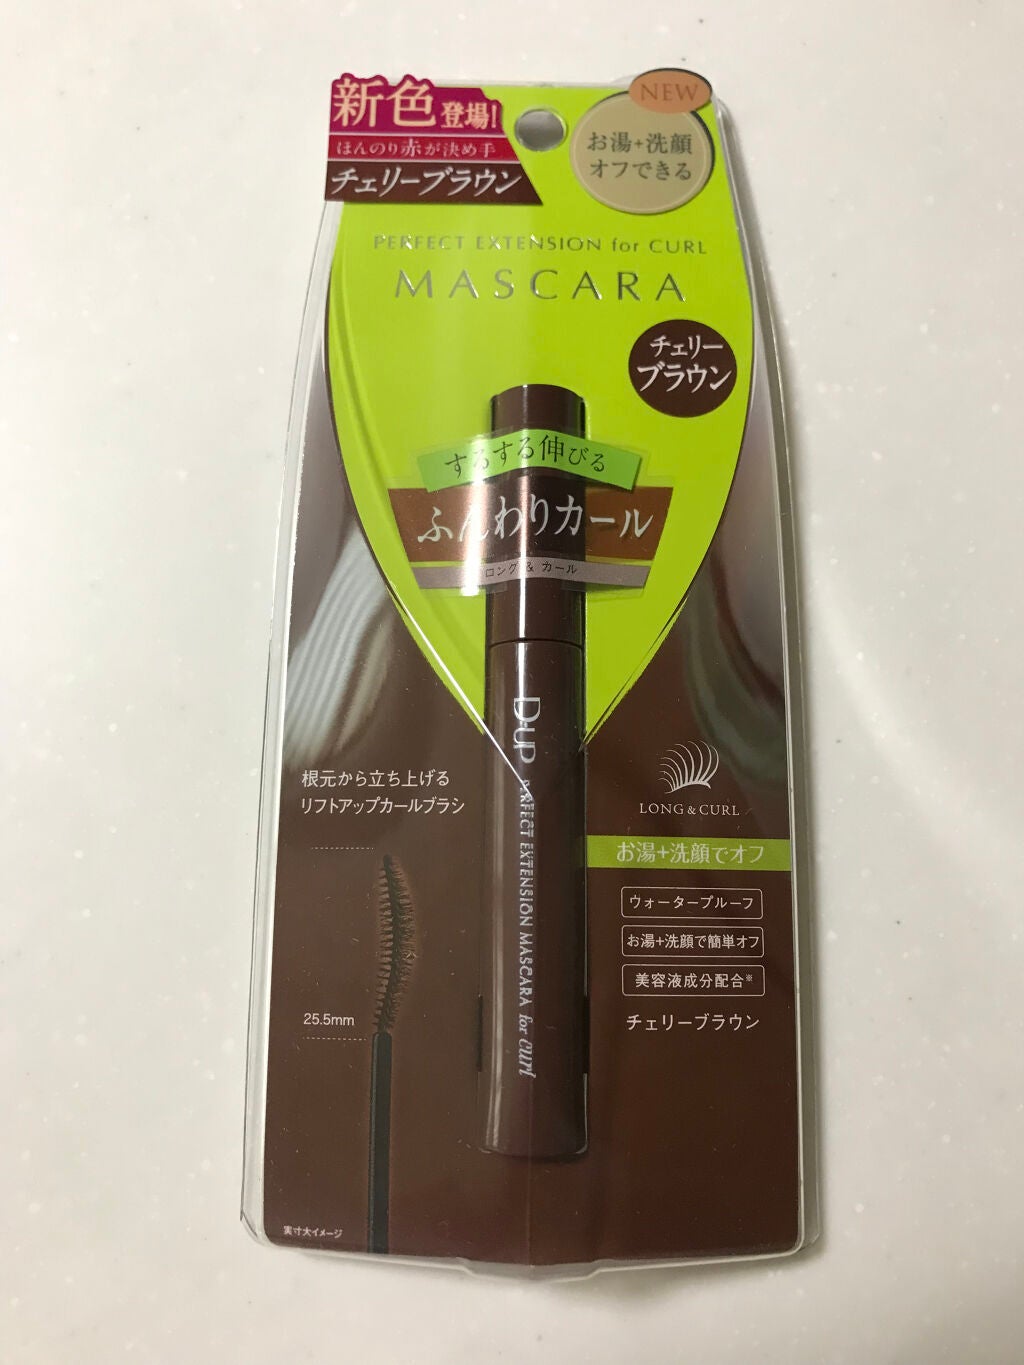 新色登場!
ほんのり赤が決め手
チェリーブラウン
NEW
お湯+洗顔
オフできる
PERFECT EXTENSION for CURL
MASCARA
チェリー
ブラウン
するする伸びる
ふんわりカール
ロング & カール
D-UP PERFECT EXTENSION MASCARA for curl
根元から立ち上げる
リフトアップカールブラシ
25.5mm
実寸大イメージ
LONG & CURL
お湯+洗顔でオフ
ウォータープルーフ
お湯+洗顔で簡単オフ
美容液成分配合※
チェリーブラウン